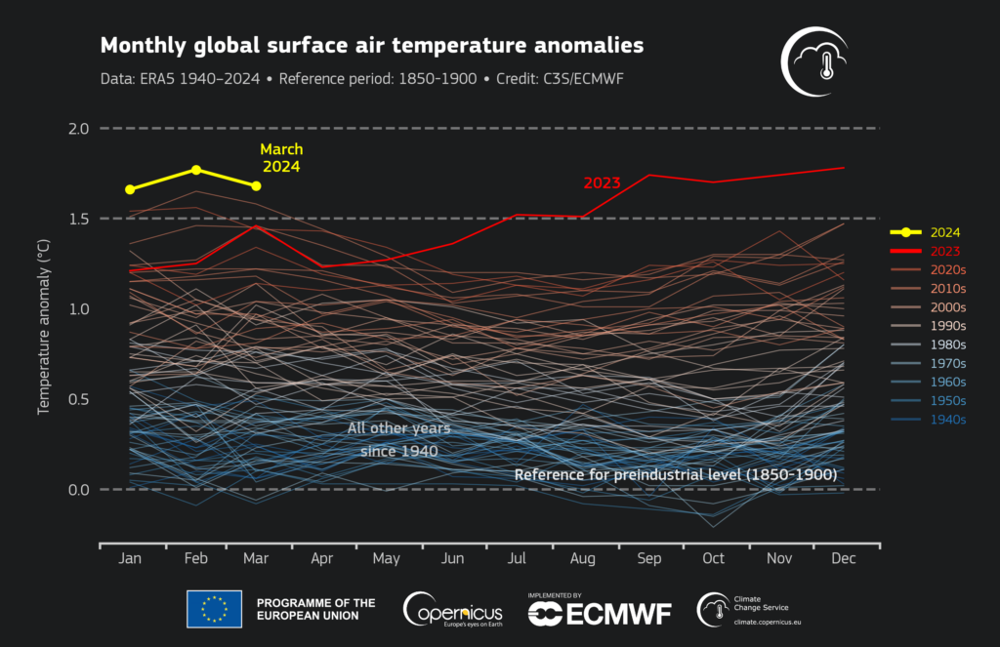 Monthly global surface air temperature anomalies
Data: ERA5 1940–2024 • Reference period: 1850-1900 • Credit: C3S/ECMWF
2.0
1.5
1.0
0.5
0.0
Temperature anomaly (°C)
March
2024
2023
All other years
since 1940
Reference for preindustrial level (1850-1900)
2024
2023
2020s
2010s
2000s
1990s
1980s
1970s
1960s
1950s
1940s
Jan Feb Mar Apr May Jun Jul Aug Sep Oct Nov Dec
PROGRAMME OF THE
EUROPEAN UNION
Copernicus
Europe's eyes on Earth
IMPLEMENTED BY
ECMWF
Climate
Change Service
climate.copernicus.eu